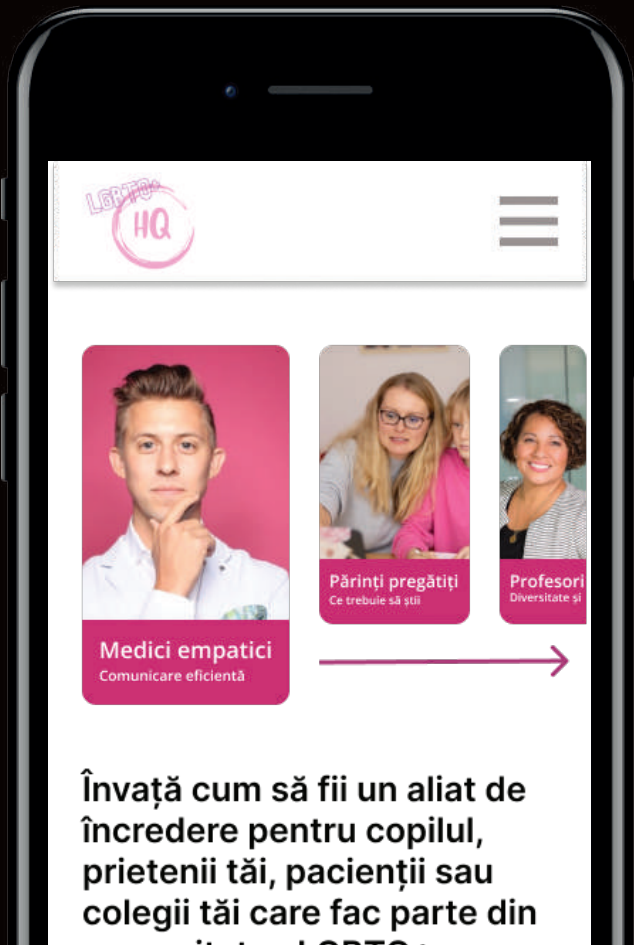 LGBTQ+
HQ
Medici empatici
Comunicare eficientă
Părinți pregătiți
Ce trebuie să știi
Profesori
Diversitate și
Învață cum să fii un aliat de
încredere pentru copilul,
prietenii tăi, pacienții sau
colegii tăi care fac parte din